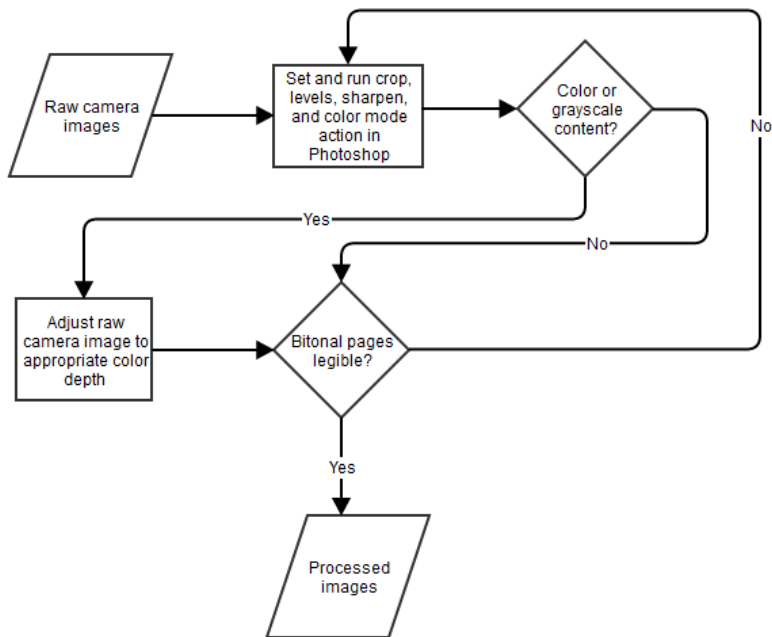 Raw camera
images
Set and run crop,
levels, sharpen,
and color mode
action in
Photoshop
Color or
grayscale
content?
No
Yes
No
Adjust raw
camera image to
appropriate color
depth
Bitonal pages
legible?
Yes
Processed
images